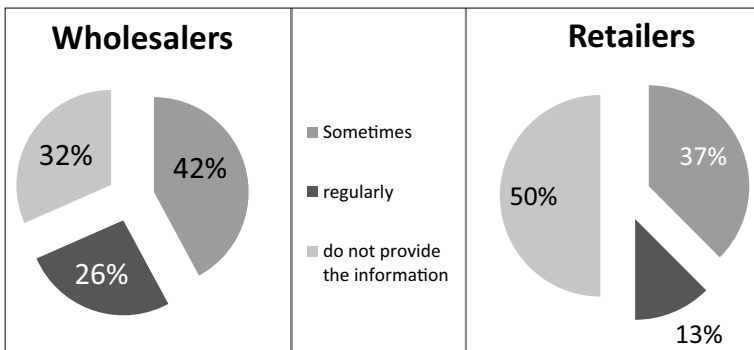 Wholesalers
32%
42%
26%
Sometimes
regularly
do not provide
the information
Retailers
37%
50%
13%